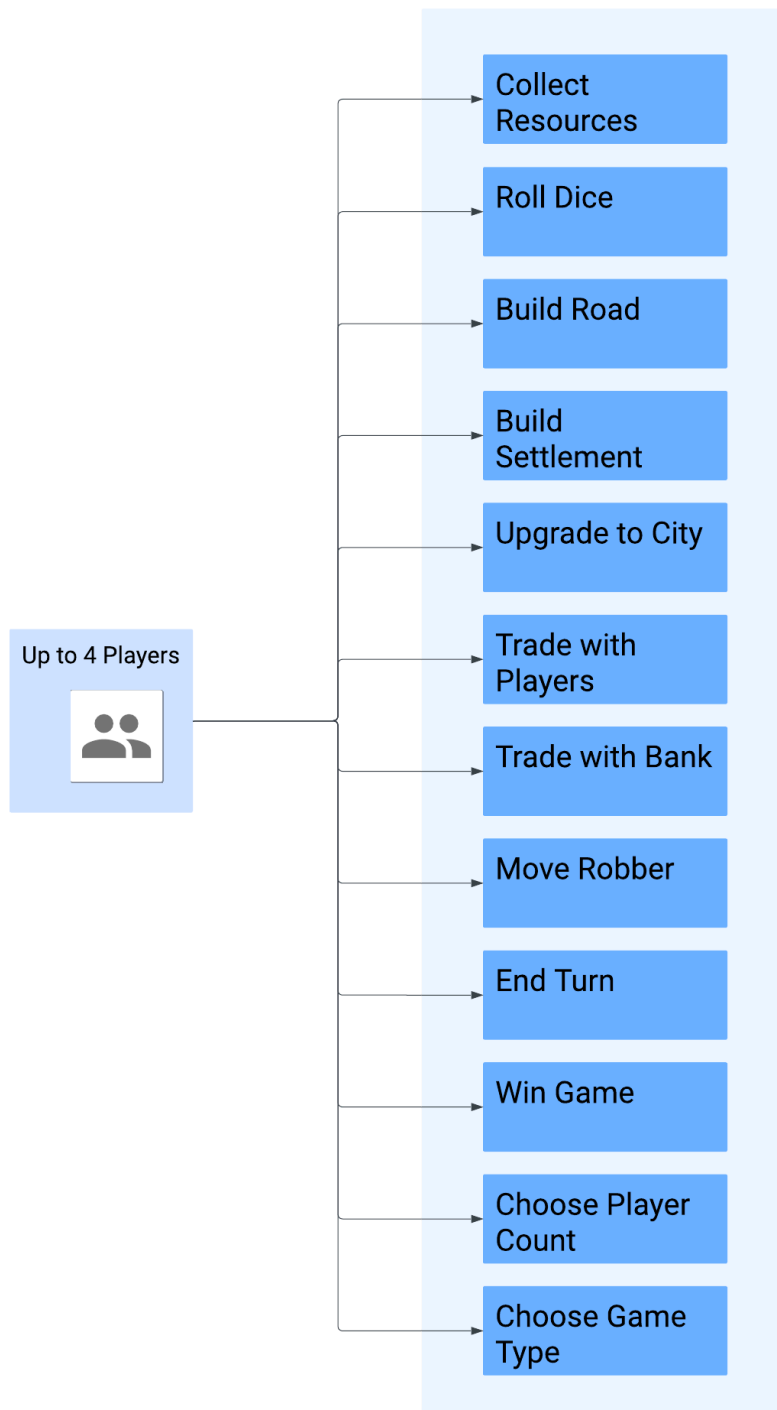 Collect
Resources
Roll Dice
Build Road
Build
Settlement
Upgrade to City
Up to 4 Players
Trade with
Players
Trade with Bank
Move Robber
End Turn
Win Game
Choose Player
Count
Choose Game
Type